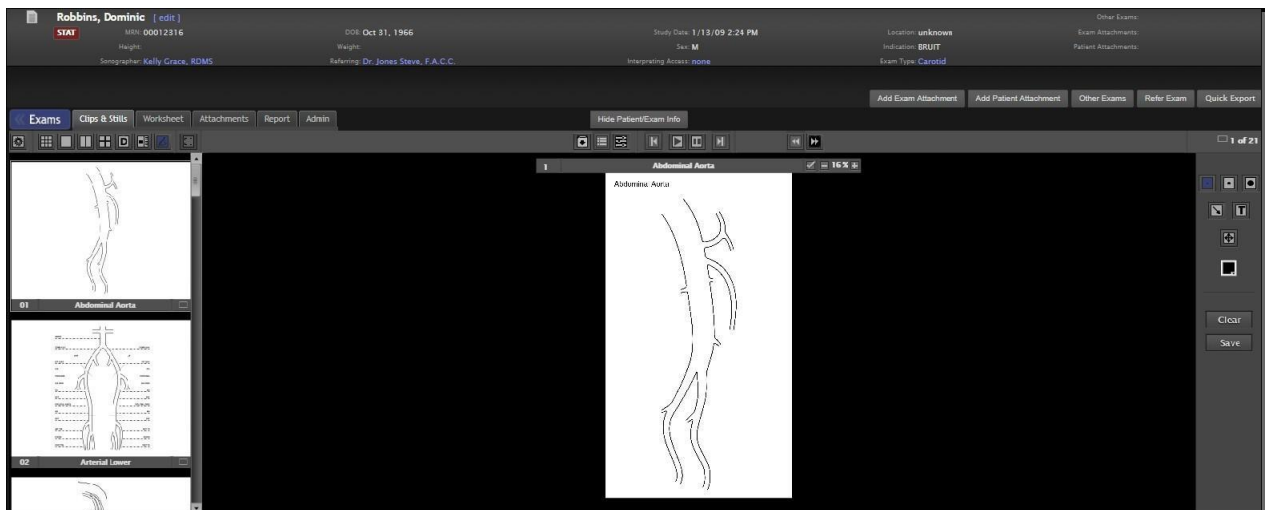 Robbins, Dominic [ edit ] Other Exams:
STAT MRN: 00012316 DOB: Oct 31, 1966 Study Date: 1/13/09 2:24 PM Location: unknown Exam Attachments:
Height: Weight: Sex: M Indication: BRUIT Patient Attachments:
Sonographer: Kelly Grace, RDMS Referring: Dr. Jones Steve, F.A.C.C. Interpreting Access: none Exam Type: Carotid
Add Exam Attachment Add Patient Attachment Other Exams Refer Exam Quick Export
Exams Clips & Stills Worksheet Attachments Report Admin Hide Patient/Exam Info
D 1 of 21
1 Abdominal Aorta 16%
Abdominal Aorta
T
01 Abdominal Aorta
Clear
Save
02 Arterial Lower